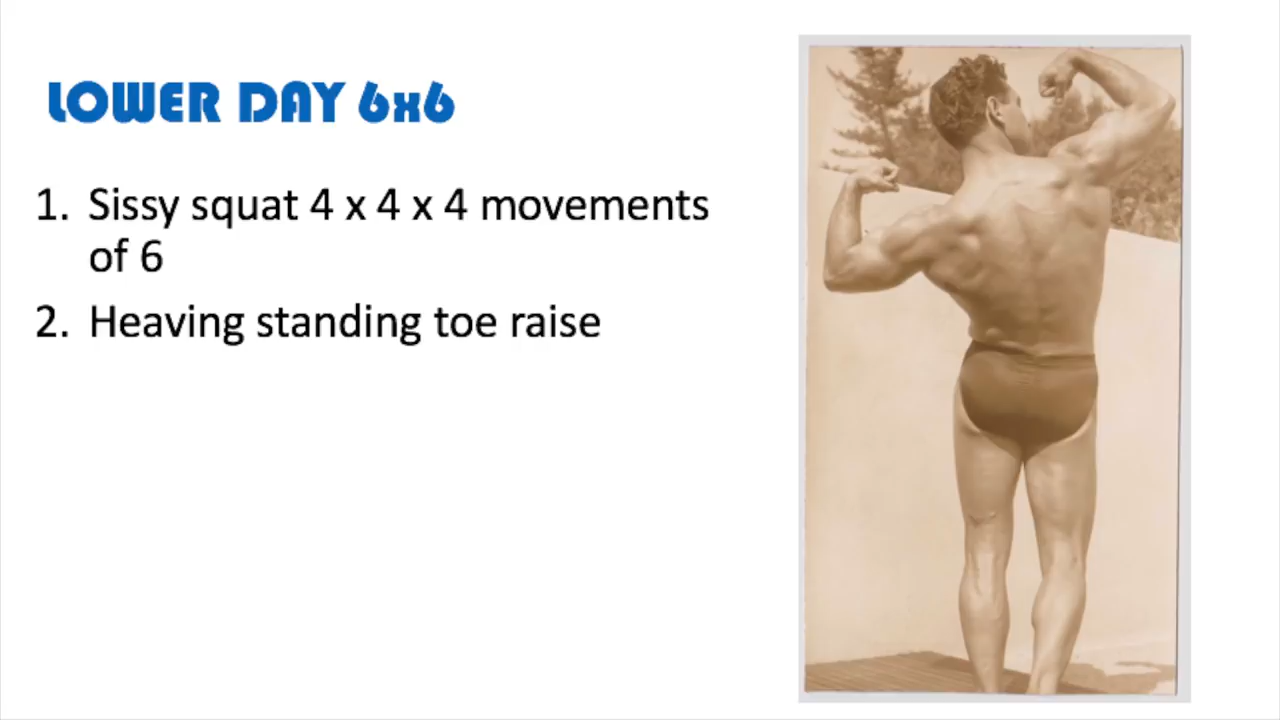 LOWER DAY 6x6
1. Sissy squat 4 x 4 x 4 movements
of 6
2. Heaving standing toe raise